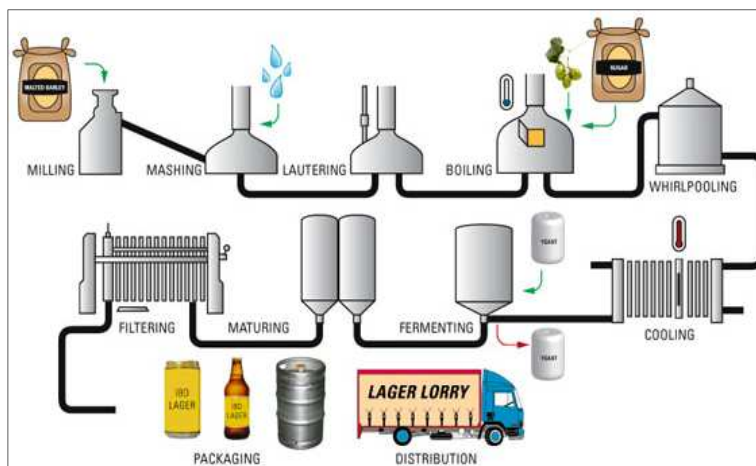 MALTED BARLEY
SUGAR
MILLING
MASHING
LAUTERING
BOILING
WHIRLPOOLING
YEAST
FILTERING
MATURING
FERMENTING
YEAST
COOLING
IBD
LAGER
IBD
LAGER
LAGER LORRY
PACKAGING
DISTRIBUTION